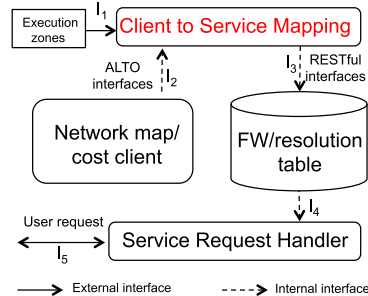 Execution
zones
I1
Client to Service Mapping
ALTO
interfaces
I2
I3
RESTful
interfaces
Network map/
cost client
FW/resolution
table
I4
User request
I5
Service Request Handler
External interface
Internal interface